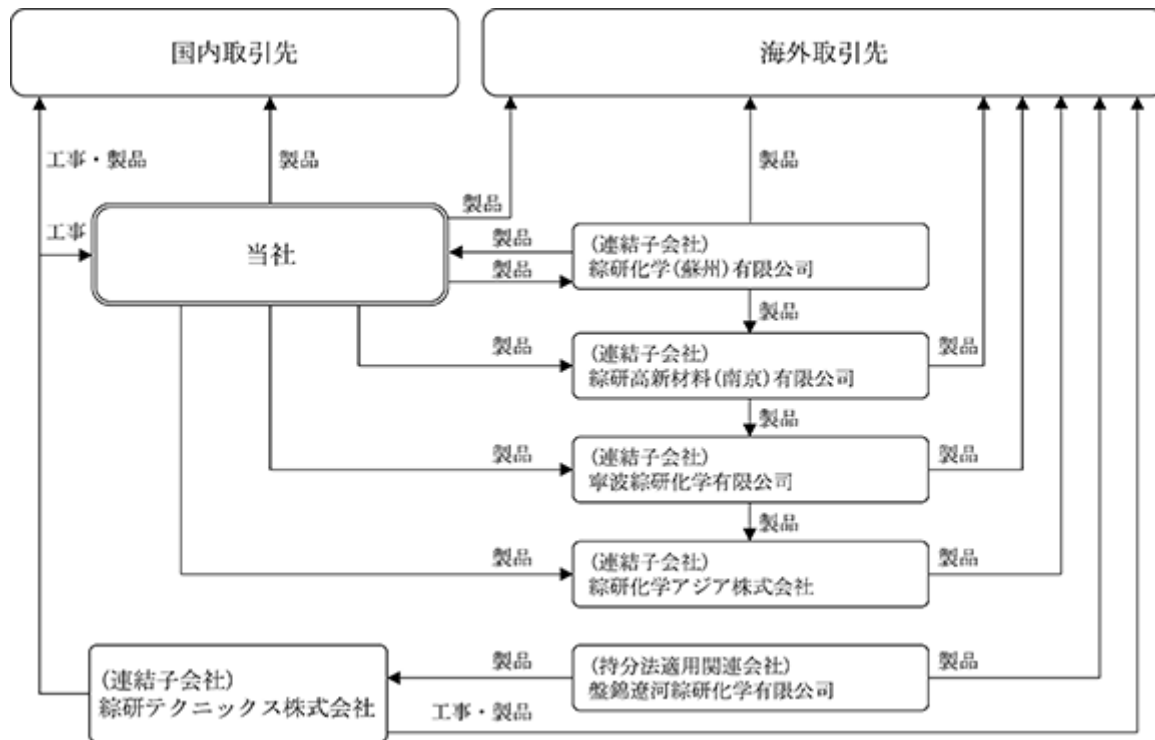 国内取引先
海外取引先
工事・製品
製品
製品
工事
製品
当社
製品
(連結子会社)
綜研化学(蘇州)有限公司
製品
製品
製品
(連結子会社)
綜研高新材料(南京)有限公司
製品
製品
製品
(連結子会社)
寧波綜研化学有限公司
製品
製品
製品
(連結子会社)
綜研化学アジア株式会社
製品
(連結子会社)
綜研テクニックス株式会社
製品
(持分法適用関連会社)
盤錦遼河綜研化学有限公司
製品
工事・製品